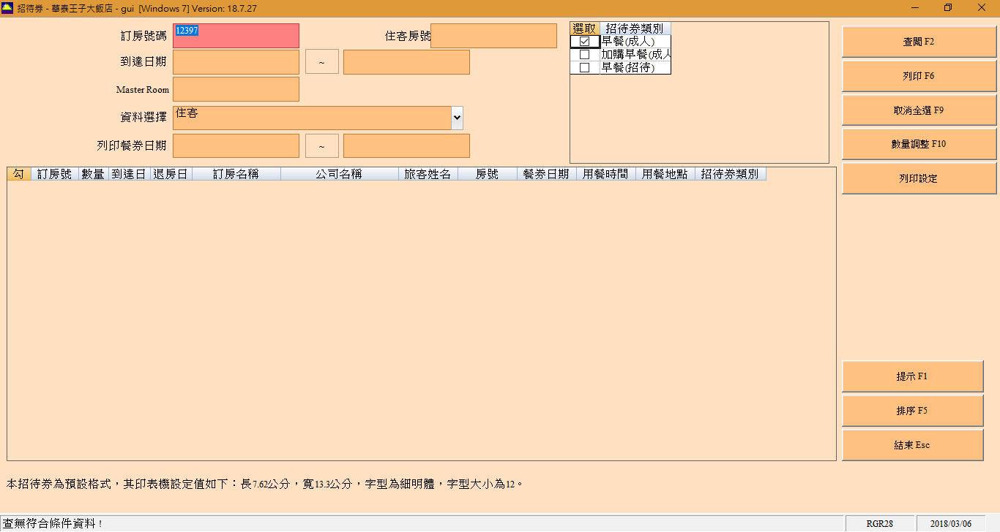 招待券 - 華泰王子大飯店 - gui [Windows 7] Version: 18.7.27
訂房號碼 12397 住客房號
到達日期 ~
Master Room
資料選擇 住客
列印餐券日期 ~
選取 招待券類別
早餐(成人)
加購早餐(成人
早餐(招待)
查閱 F2
列印 F6
取消全選 F9
數量調整 F10
列印設定
勾 訂房號 數量 到達日 退房日 訂房名稱 公司名稱 旅客姓名 房號 餐券日期 用餐時間 用餐地點 招待券類別
提示 F1
排序 F5
結束 Esc
本招待券為預設格式，其印表機設定值如下：長7.62公分，寬13.3公分，字型為細明體，字型大小為12。
查無符合條件資料！ RGR28 2018/03/06